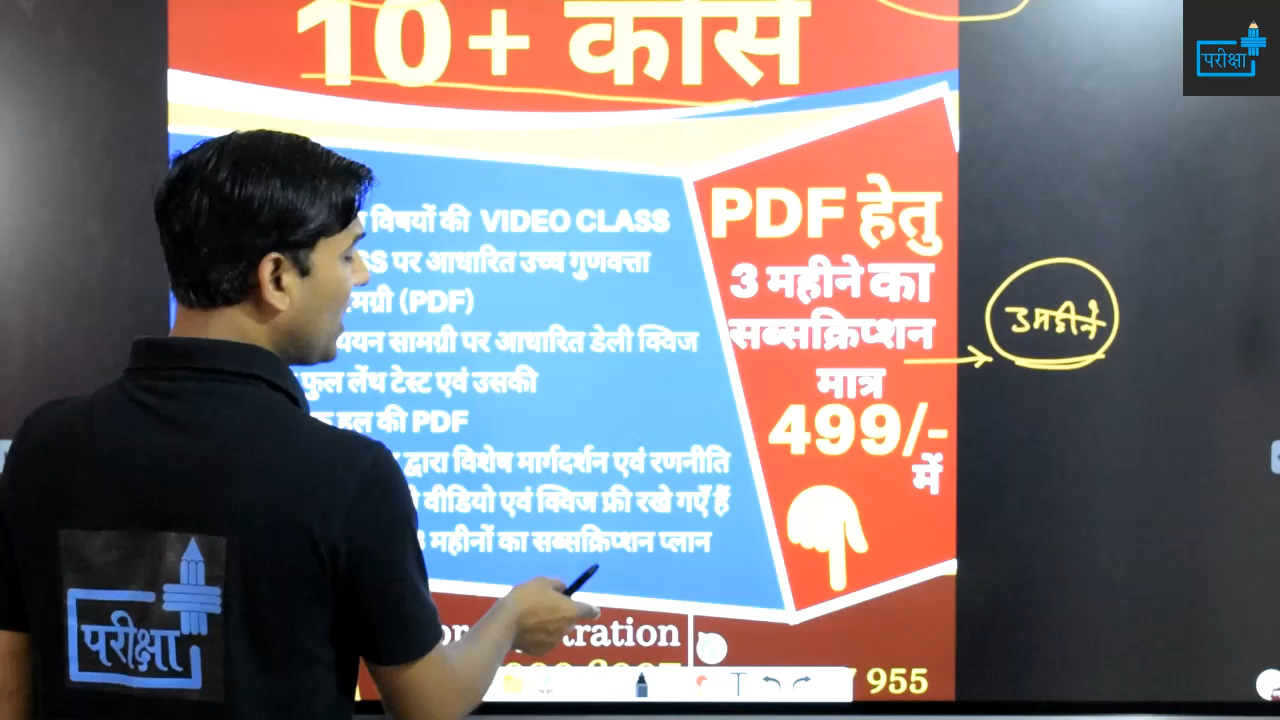 10+ कोर्स
परीक्षा
विषयों की VIDEO CLASS
पर आधारित उच्च गुणवत्ता
(PDF)
सामग्री पर आधारित डेली क्विज
फुल लेंथ टेस्ट एवं उसकी
हल की PDF
द्वारा विशेष मार्गदर्शन एवं रणनीति
वीडियो एवं क्विज फ्री रखे गएँ हैं
महीनों का सब्सक्रिप्शन प्लान
PDF हेतु
3 महीने का
सब्सक्रिप्शन
मात्र
499/-
में
3 महीने
955
परीक्षा